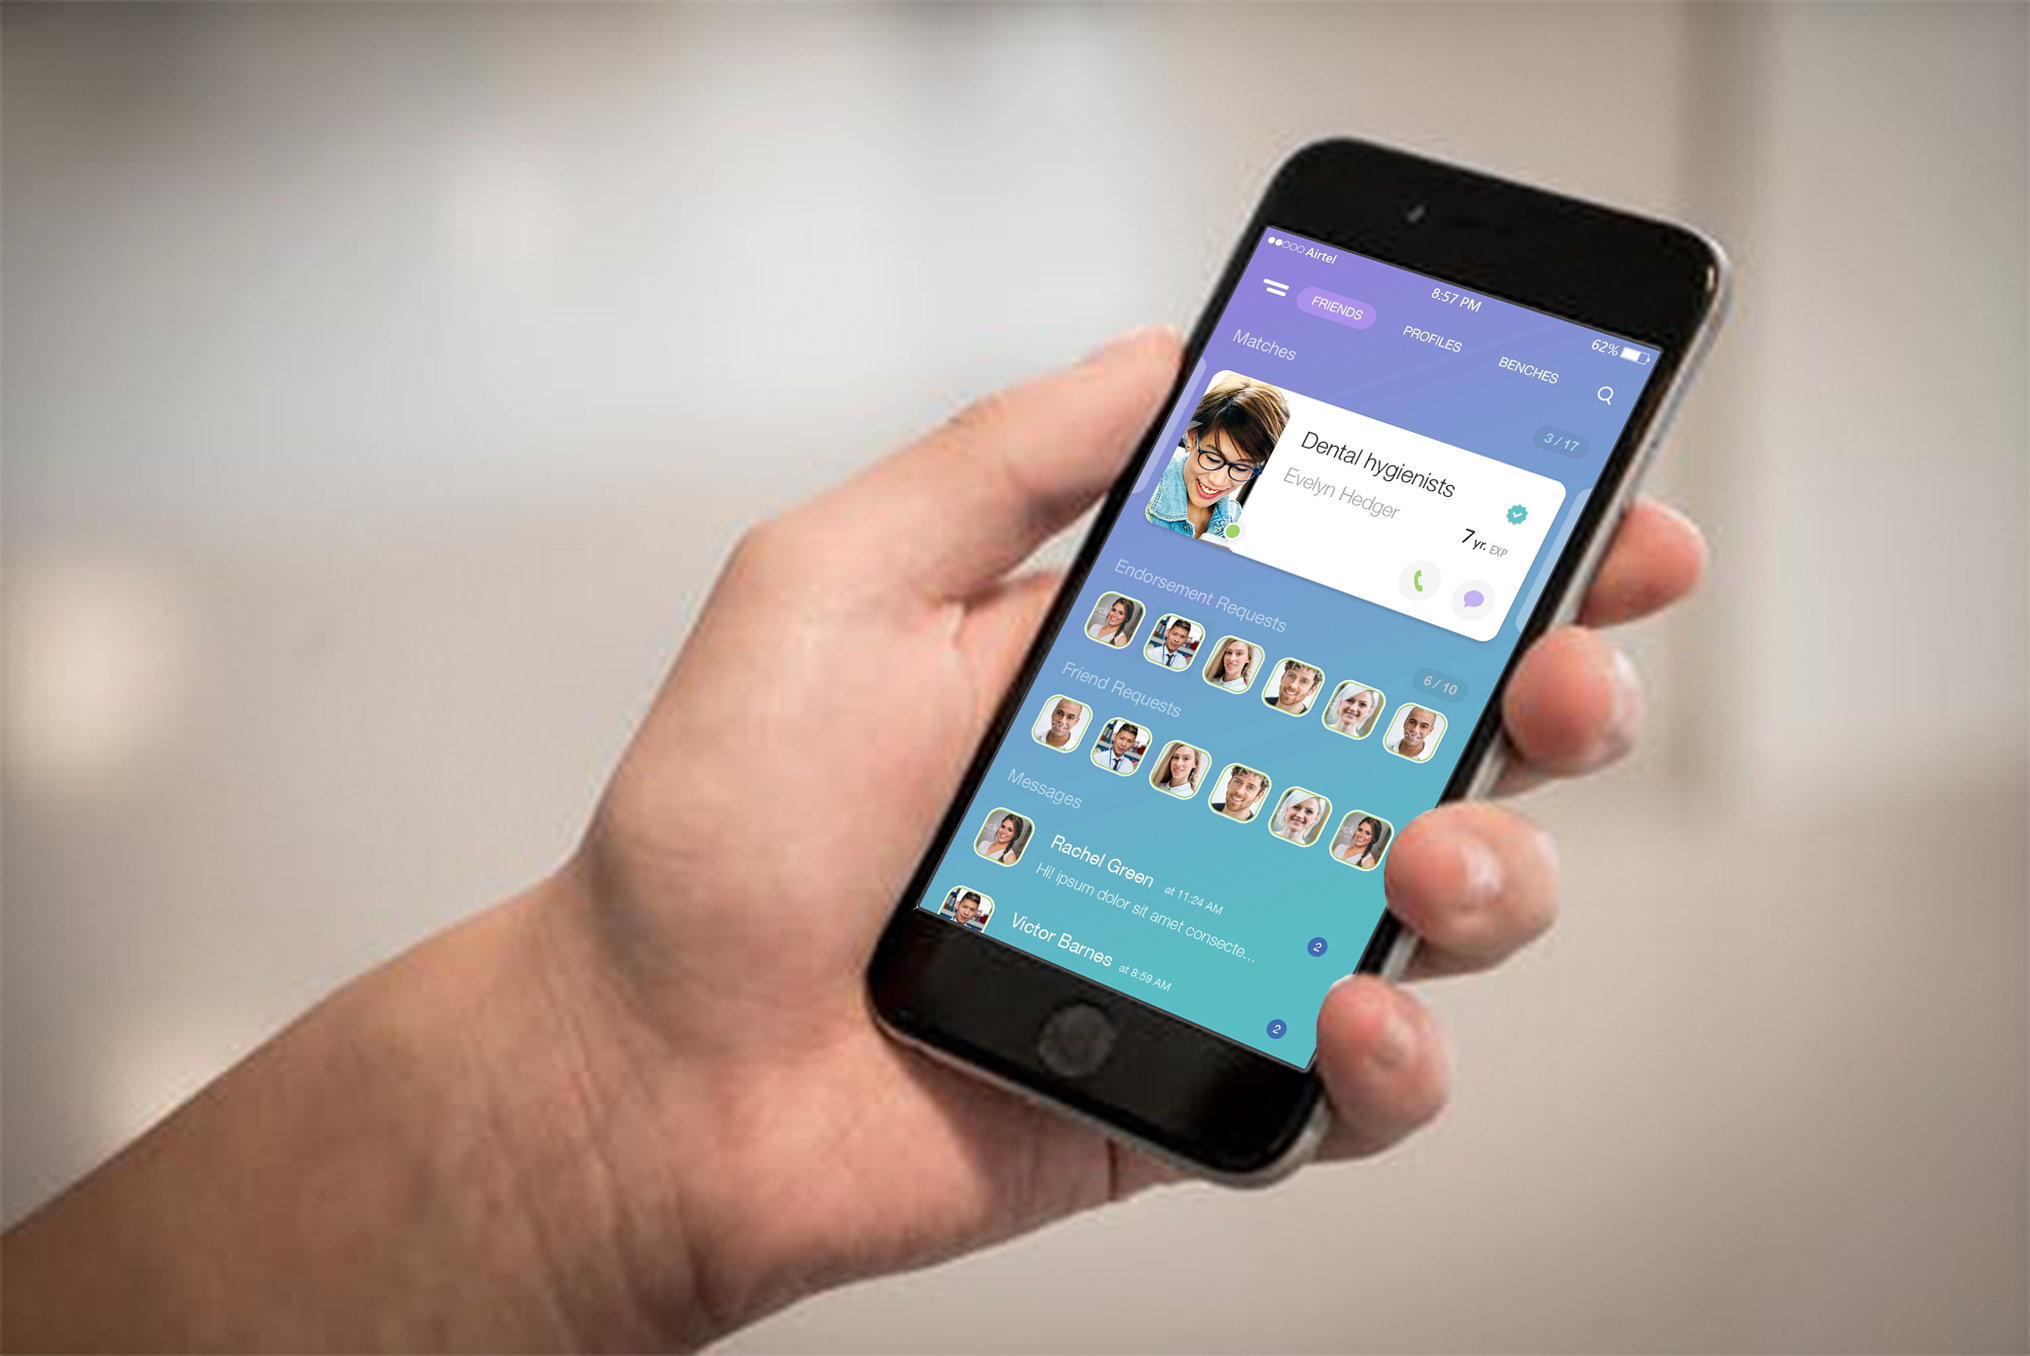 Airtel
8:57 PM
62%
FRIENDS
PROFILES
BENCHES
Matches
3 / 17
Dental hygienists
Evelyn Hedger
7 yr. EXP
Endorsement Requests
6 / 10
Friend Requests
Messages
Rachel Green at 11:24 AM
Hi! ipsum dolor sit amet consecte...
2
Victor Barnes at 8:59 AM
2